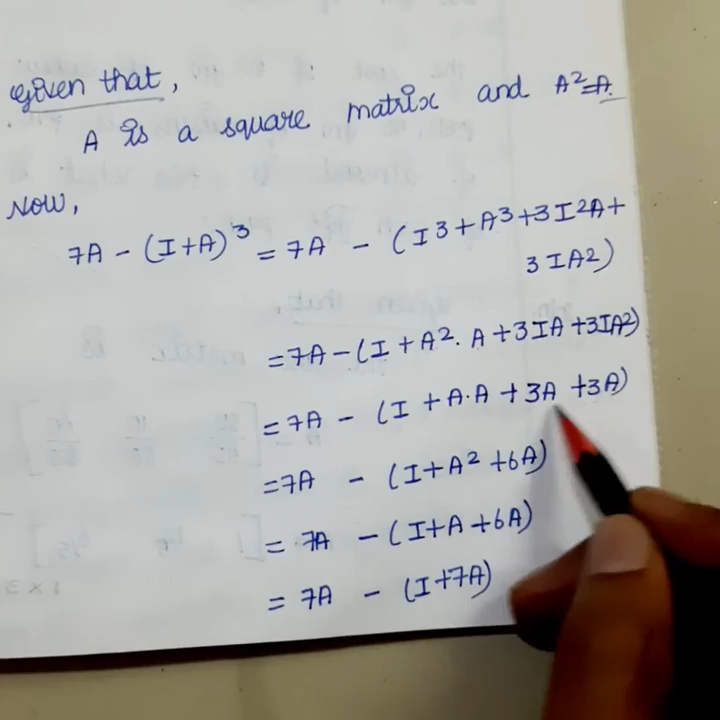 Given that,
A is a square matrix and A²=A.
Now,
7A - (I+A)³ = 7A - (I³ + A³ + 3I²A +
3IA²)
= 7A - (I + A². A + 3IA + 3IA²)
= 7A - (I + A·A + 3A + 3A)
= 7A - (I + A² + 6A)
= 7A - (I + A + 6A)
= 7A - (I + 7A)